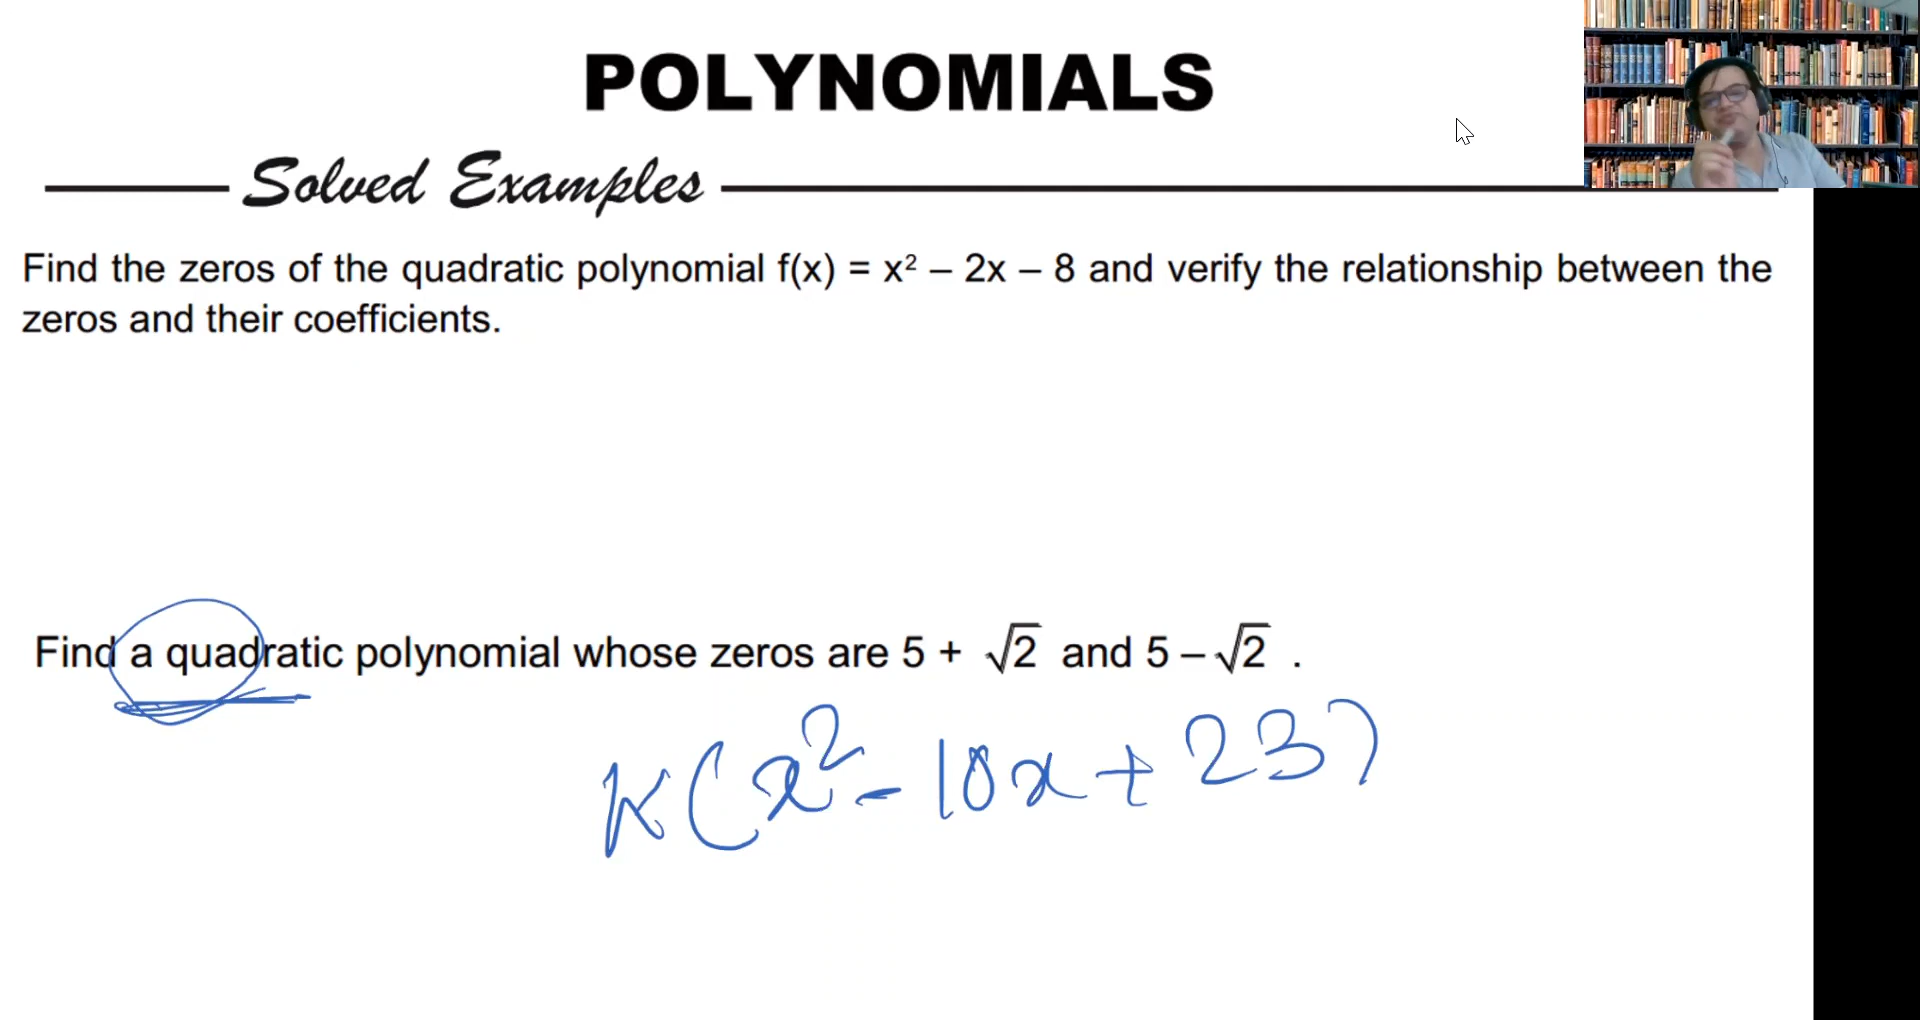 POLYNOMIALS
Solved Examples
Find the zeros of the quadratic polynomial f(x) = x² – 2x – 8 and verify the relationship between the
zeros and their coefficients.
Find a quadratic polynomial whose zeros are 5 + √2 and 5 – √2 .
K(x² - 10x + 23)